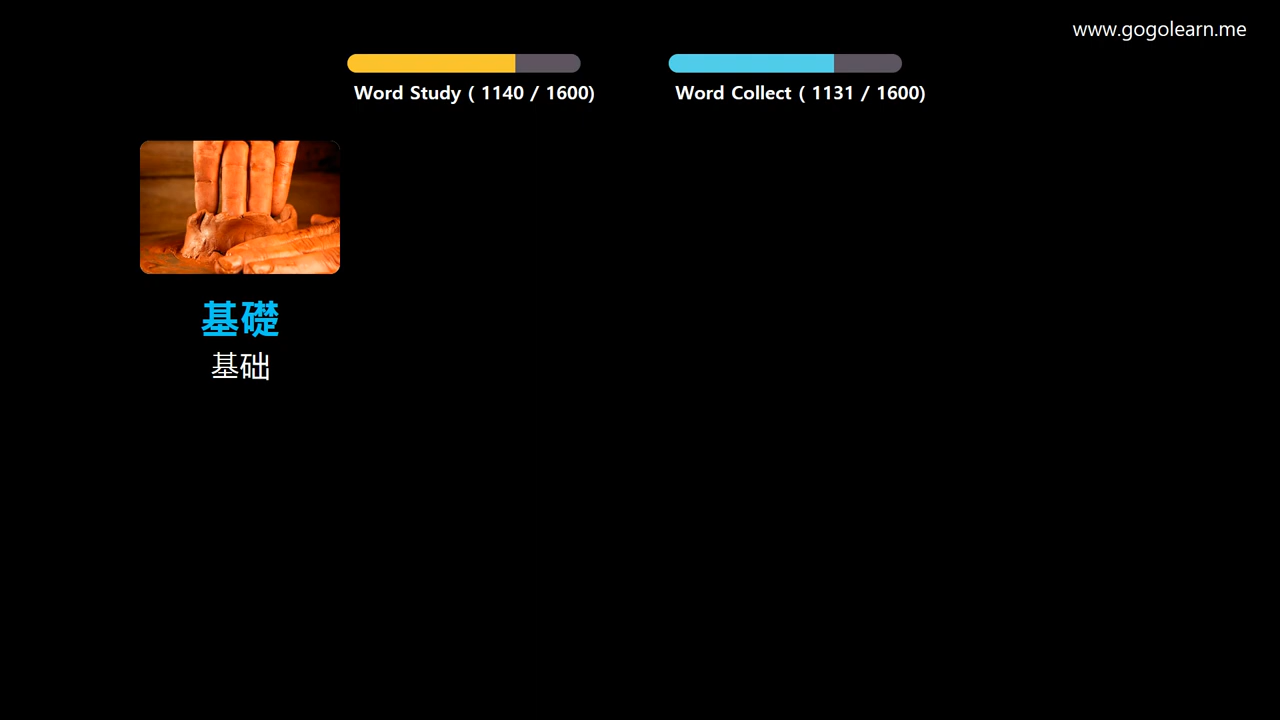 www.gogolearn.me
Word Study ( 1140 / 1600)
Word Collect ( 1131 / 1600)
基礎
基础